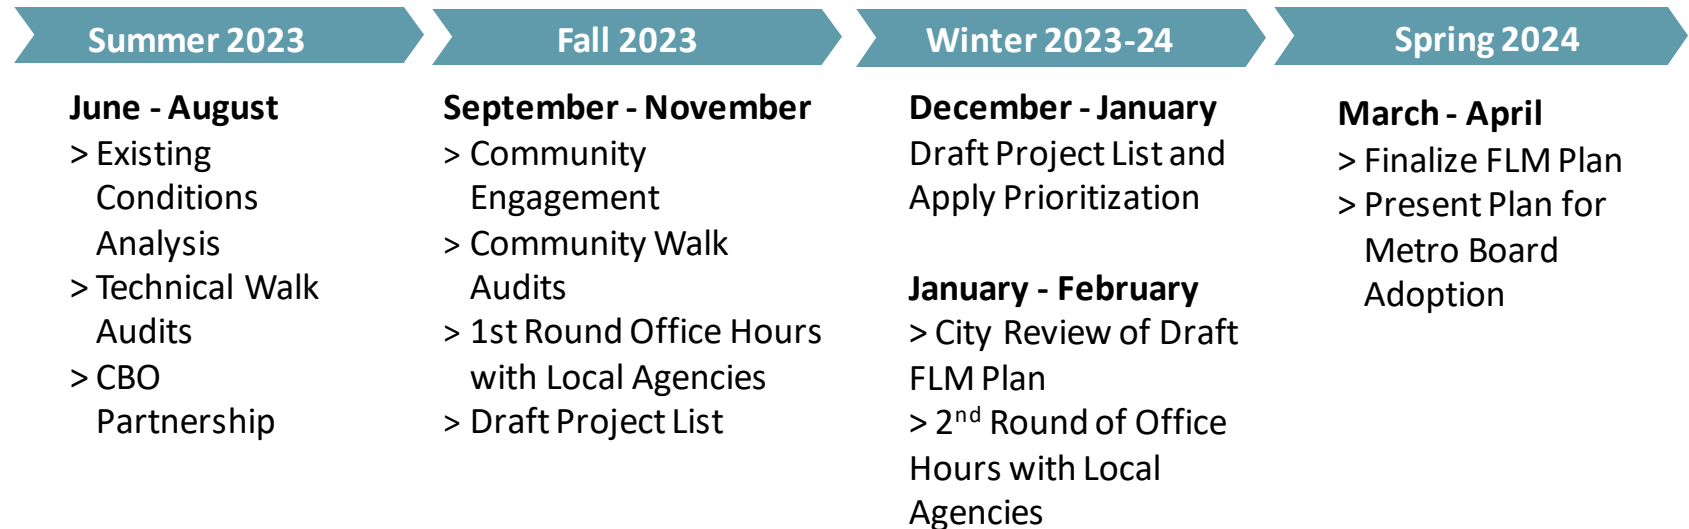 Summer 2023
Fall 2023
Winter 2023-24
Spring 2024
June - August
> Existing
Conditions
Analysis
> Technical Walk
Audits
> CBO
Partnership
September - November
> Community
Engagement
> Community Walk
Audits
> 1st Round Office Hours
with Local Agencies
> Draft Project List
December - January
Draft Project List and
Apply Prioritization
January - February
> City Review of Draft
FLM Plan
> 2nd Round of Office
Hours with Local
Agencies
March - April
> Finalize FLM Plan
> Present Plan for
Metro Board
Adoption